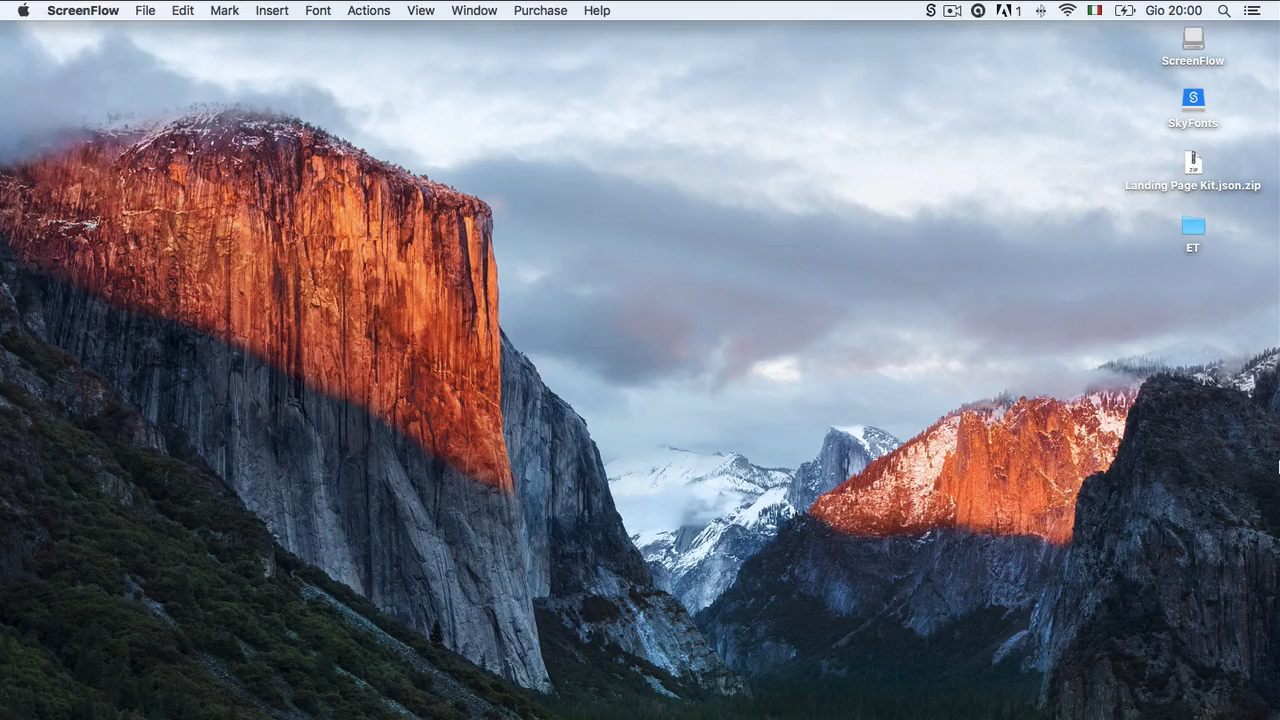 ScreenFlow File Edit Mark Insert Font Actions View Window Purchase Help 1 Gio 20:00
ScreenFlow
SkyFonts
ZIP
Landing Page Kit.json.zip
ET